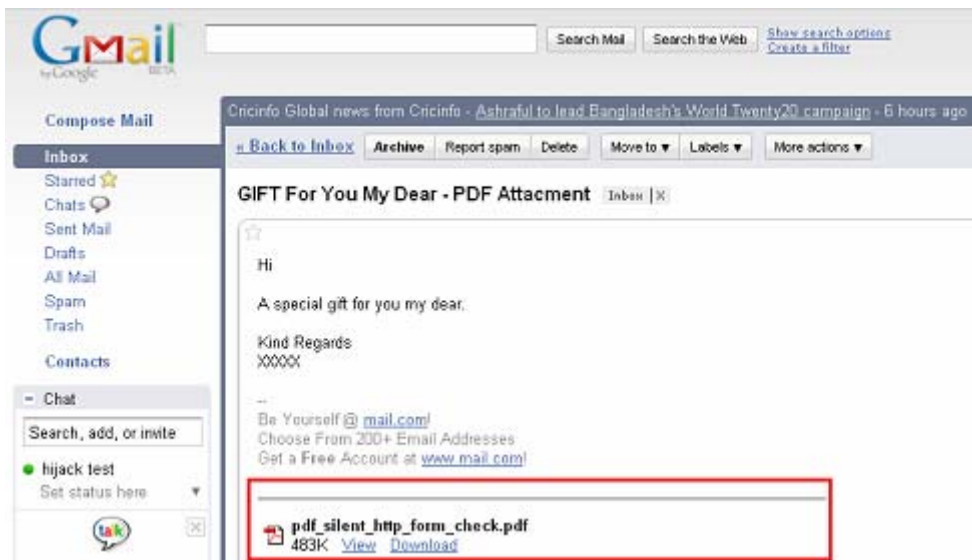 Gmail
by Google BETA
Search Mail Search the Web Show search options
Create a filter
Compose Mail
Inbox
Starred
Chats
Sent Mail
Drafts
All Mail
Spam
Trash
Contacts
Chat
Search, add, or invite
hijack test
Set status here
talk
Cricinfo Global news from Cricinfo - Ashraful to lead Bangladesh's World Twenty20 campaign - 6 hours ago
« Back to Inbox Archive Report spam Delete Move to Labels More actions
GIFT For You My Dear - PDF Attacment Inbox X
Hi
A special gift for you my dear.
Kind Regards
XXXXX
--
Be Yourself @ mail.com!
Choose From 200+ Email Addresses
Get a Free Account at www.mail.com!
pdf_silent_http_form_check.pdf
483K View Download